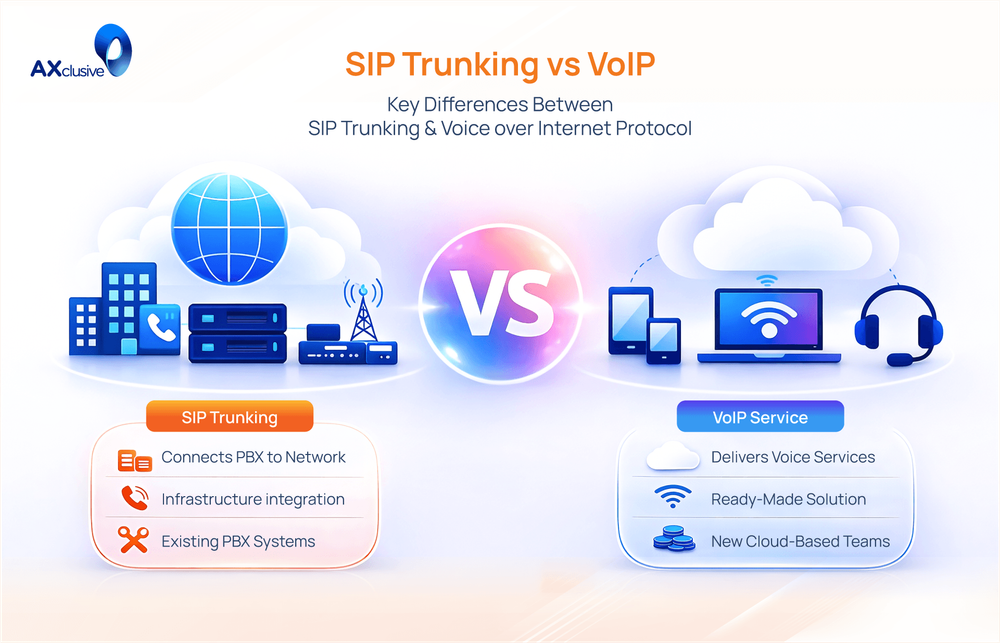 AXclusive
SIP Trunking vs VoIP
Key Differences Between
SIP Trunking & Voice over Internet Protocol
VS
SIP Trunking
Connects PBX to Network
Infrastructure integration
Existing PBX Systems
VoIP Service
Delivers Voice Services
Ready-Made Solution
New Cloud-Based Teams